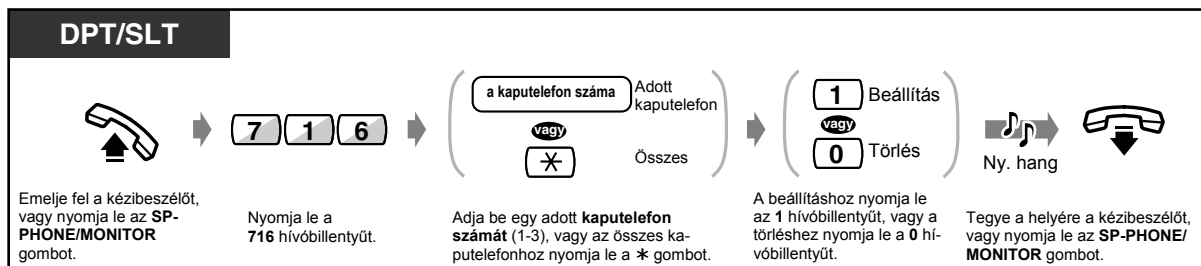 DPT/SLT
7 1 6
a kaputelefon száma
Adott
kaputelefon
vagy
*
Összes
1 Beállítás
vagy
0 Törlés
Ny. hang
Emelje fel a kézibeszélőt,
vagy nyomja le az SP-
PHONE/MONITOR
gombot.
Nyomja le a
716 hívóbillentyűt.
Adja be egy adott kaputelefon
számát (1-3), vagy az összes ka-
putelefonhoz nyomja le a * gombot.
A beállításhoz nyomja le
az 1 hívóbillentyűt, vagy a
törléshez nyomja le a 0 hí-
vóbillentyűt.
Tegye a helyére a kézibeszélőt,
vagy nyomja le az SP-PHONE/
MONITOR gombot.